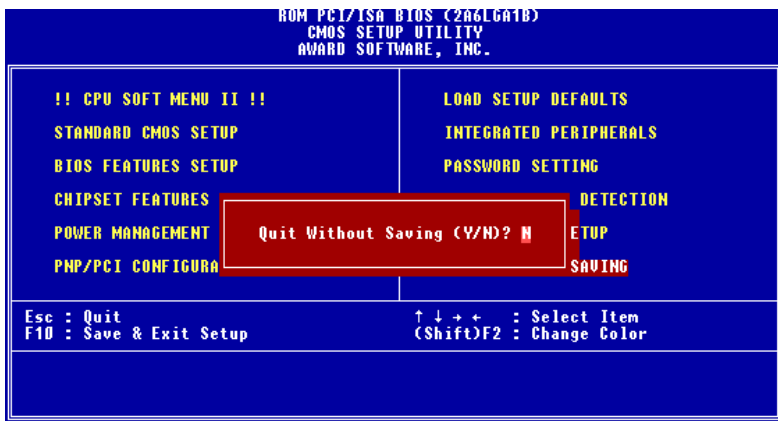 ROM PCI/ISA BIOS (2A6LGA1B)
CMOS SETUP UTILITY
AWARD SOFTWARE, INC.
!! CPU SOFT MENU II !!
STANDARD CMOS SETUP
BIOS FEATURES SETUP
CHIPSET FEATURES
POWER MANAGEMENT
PNP/PCI CONFIGURA
LOAD SETUP DEFAULTS
INTEGRATED PERIPHERALS
PASSWORD SETTING
DETECTION
ETUP
SAVING
Quit Without Saving (Y/N)? N
Esc : Quit
F10 : Save & Exit Setup
↑ ↓ → ← : Select Item
(Shift)F2 : Change Color